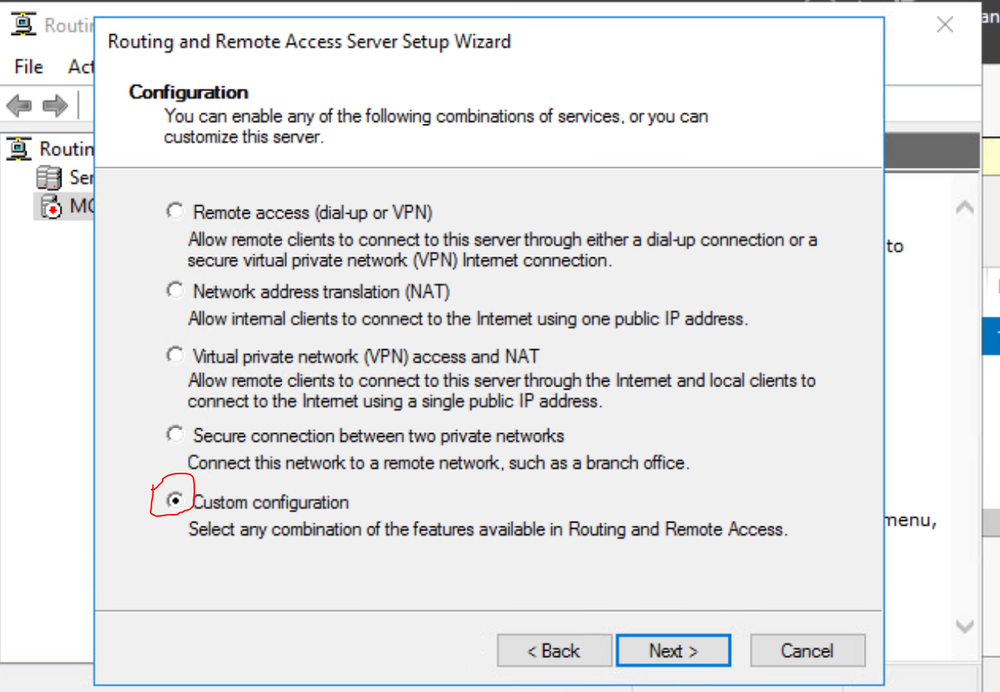 Routing and Remote Access Server Setup Wizard
File
Configuration
You can enable any of the following combinations of services, or you can
customize this server.
Remote access (dial-up or VPN)
Allow remote clients to connect to this server through either a dial-up connection or a
secure virtual private network (VPN) Internet connection.
to
Network address translation (NAT)
Allow internal clients to connect to the Internet using one public IP address.
Virtual private network (VPN) access and NAT
Allow remote clients to connect to this server through the Internet and local clients to
connect to the Internet using a single public IP address.
Secure connection between two private networks
Connect this network to a remote network, such as a branch office.
Custom configuration
Select any combination of the features available in Routing and Remote Access.
menu,
< Back
Next >
Cancel